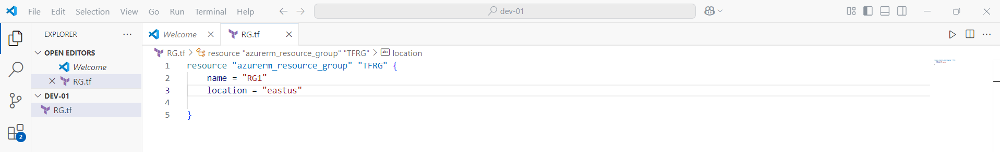 File Edit Selection View Go Run Terminal Help dev-01
EXPLORER
OPEN EDITORS
Welcome
RG.tf
DEV-01
RG.tf
2
Welcome RG.tf
RG.tf > resource "azurerm_resource_group" "TFRG" > abc location
1 resource "azurerm_resource_group" "TFRG" {
2 name = "RG1"
3 location = "eastus"
4
5 }